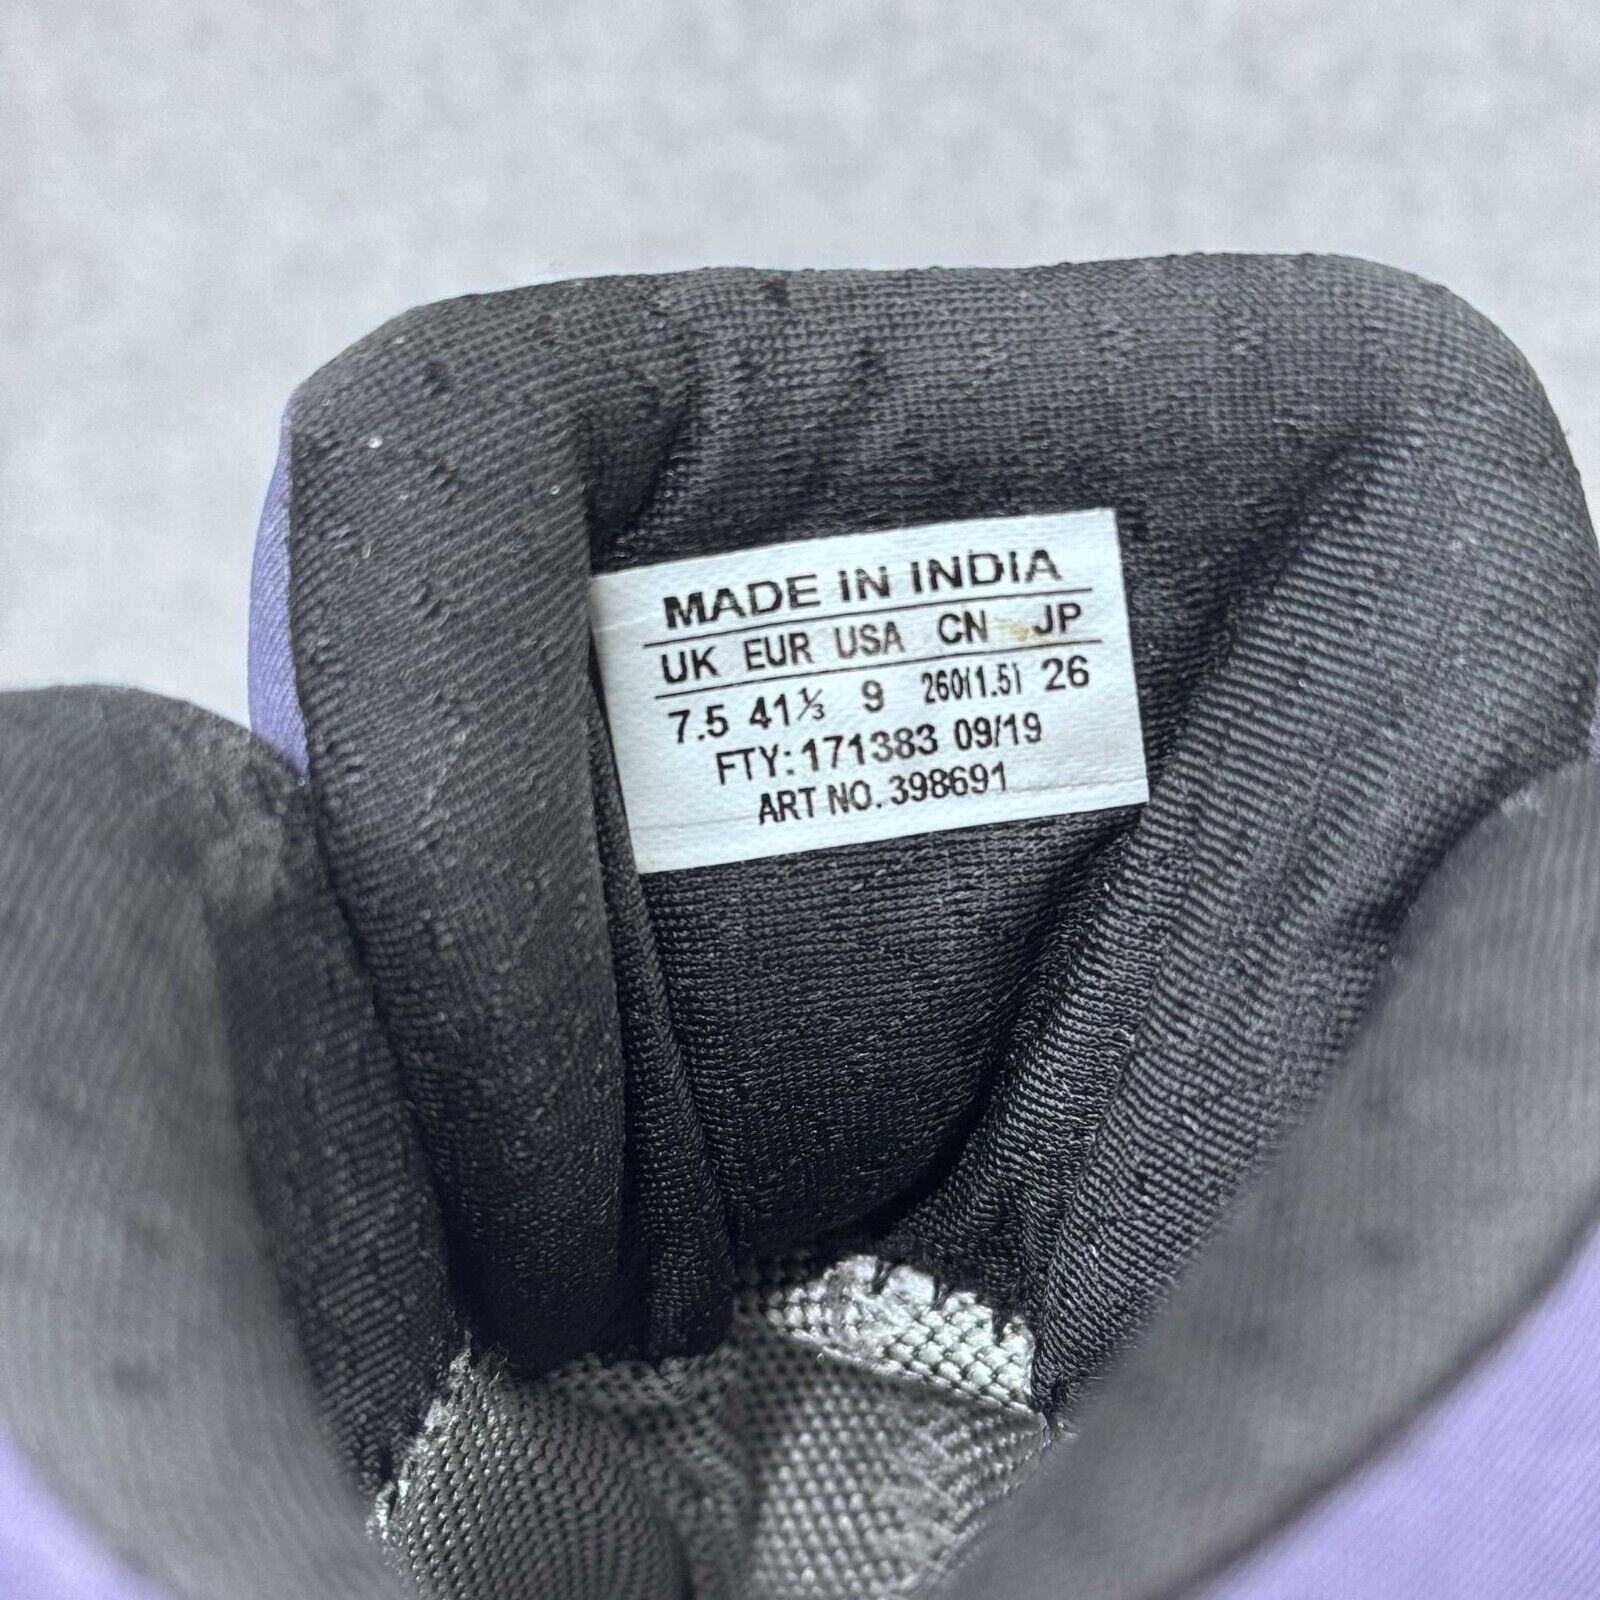 MADE IN INDIA
UK EUR USA CN JP
7.5 41⅓ 9 260(1.5) 26
FTY: 171383 09/19
ART NO. 398691